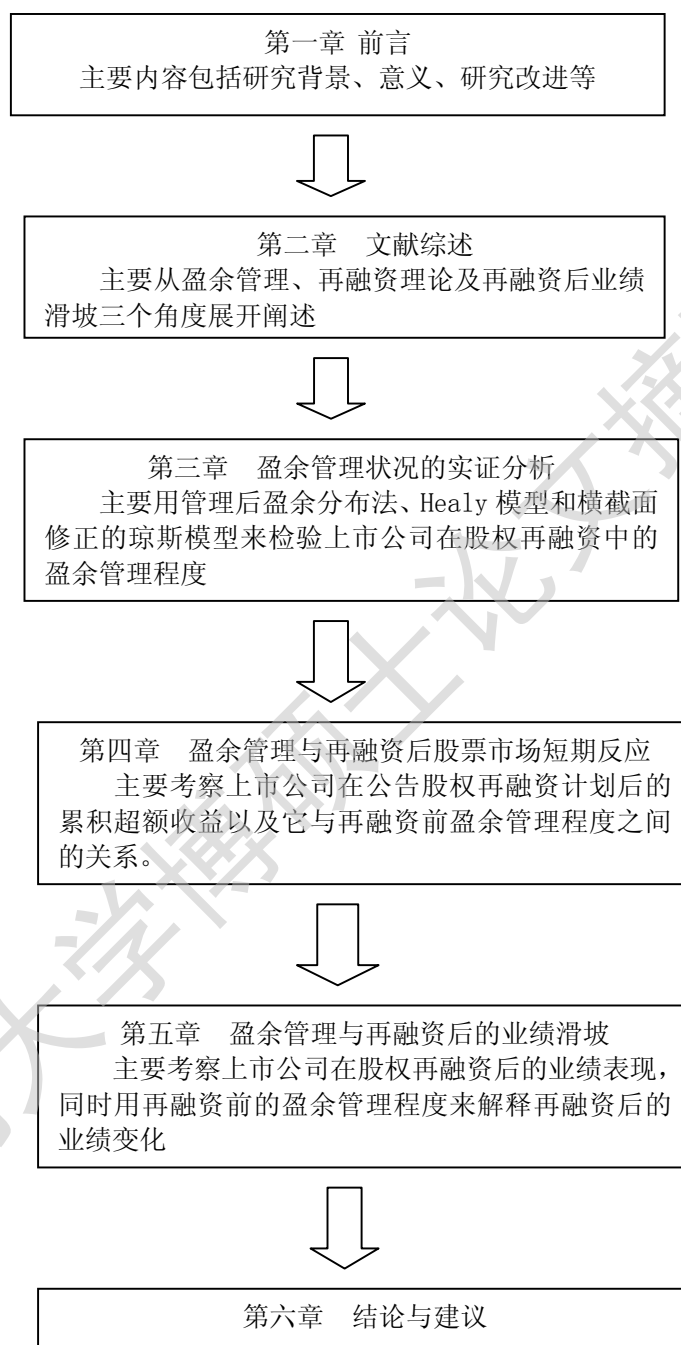 第一章 前言
主要内容包括研究背景、意义、研究改进等
第二章 文献综述
主要从盈余管理、再融资理论及再融资后业绩
滑坡三个角度展开阐述
第三章 盈余管理状况的实证分析
主要用管理后盈余分布法、Healy 模型和横截面
修正的琼斯模型来检验上市公司在股权再融资中的
盈余管理程度
第四章 盈余管理与再融资后股票市场短期反应
主要考察上市公司在公告股权再融资计划后的
累积超额收益以及它与再融资前盈余管理程度之间
的关系。
第五章 盈余管理与再融资后的业绩滑坡
主要考察上市公司在股权再融资后的业绩表现，
同时用再融资前的盈余管理程度来解释再融资后的
业绩变化
第六章 结论与建议
大学博硕士论文摘